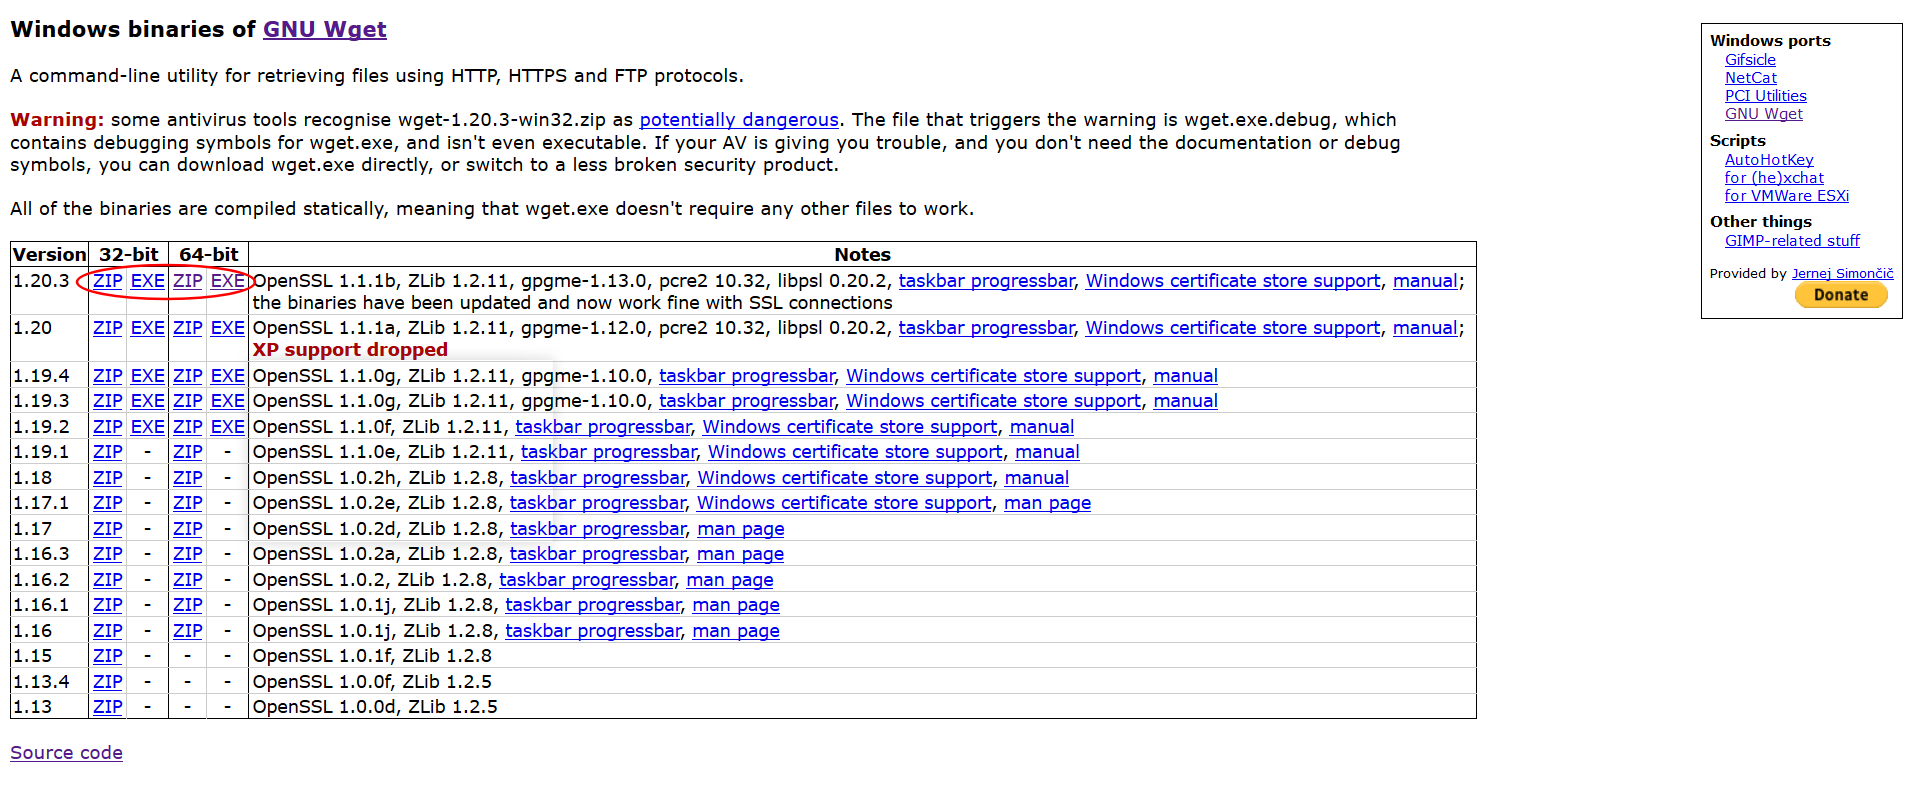 Windows binaries of GNU Wget
A command-line utility for retrieving files using HTTP, HTTPS and FTP protocols.
Warning: some antivirus tools recognise wget-1.20.3-win32.zip as potentially dangerous. The file that triggers the warning is wget.exe.debug, which
contains debugging symbols for wget.exe, and isn't even executable. If your AV is giving you trouble, and you don't need the documentation or debug
symbols, you can download wget.exe directly, or switch to a less broken security product.
All of the binaries are compiled statically, meaning that wget.exe doesn't require any other files to work.
Version 32-bit 64-bit Notes
1.20.3 ZIP EXE ZIP EXE OpenSSL 1.1.1b, ZLib 1.2.11, gpgme-1.13.0, pcre2 10.32, libpsl 0.20.2, taskbar progressbar, Windows certificate store support, manual;
the binaries have been updated and now work fine with SSL connections
1.20 ZIP EXE ZIP EXE OpenSSL 1.1.1a, ZLib 1.2.11, gpgme-1.12.0, pcre2 10.32, libpsl 0.20.2, taskbar progressbar, Windows certificate store support, manual;
XP support dropped
1.19.4 ZIP EXE ZIP EXE OpenSSL 1.1.0g, ZLib 1.2.11, gpgme-1.10.0, taskbar progressbar, Windows certificate store support, manual
1.19.3 ZIP EXE ZIP EXE OpenSSL 1.1.0g, ZLib 1.2.11, gpgme-1.10.0, taskbar progressbar, Windows certificate store support, manual
1.19.2 ZIP EXE ZIP EXE OpenSSL 1.1.0f, ZLib 1.2.11, taskbar progressbar, Windows certificate store support, manual
1.19.1 ZIP - ZIP - OpenSSL 1.1.0e, ZLib 1.2.11, taskbar progressbar, Windows certificate store support, manual
1.18 ZIP - ZIP - OpenSSL 1.0.2h, ZLib 1.2.8, taskbar progressbar, Windows certificate store support, manual
1.17.1 ZIP - ZIP - OpenSSL 1.0.2e, ZLib 1.2.8, taskbar progressbar, Windows certificate store support, man page
1.17 ZIP - ZIP - OpenSSL 1.0.2d, ZLib 1.2.8, taskbar progressbar, man page
1.16.3 ZIP - ZIP - OpenSSL 1.0.2a, ZLib 1.2.8, taskbar progressbar, man page
1.16.2 ZIP - ZIP - OpenSSL 1.0.2, ZLib 1.2.8, taskbar progressbar, man page
1.16.1 ZIP - ZIP - OpenSSL 1.0.1j, ZLib 1.2.8, taskbar progressbar, man page
1.16 ZIP - ZIP - OpenSSL 1.0.1j, ZLib 1.2.8, taskbar progressbar, man page
1.15 ZIP - - - OpenSSL 1.0.1f, ZLib 1.2.8
1.13.4 ZIP - - - OpenSSL 1.0.0f, ZLib 1.2.5
1.13 ZIP - - - OpenSSL 1.0.0d, ZLib 1.2.5
Source code
Windows ports
Gifsicle
NetCat
PCI Utilities
GNU Wget
Scripts
AutoHotKey
for (he)xchat
for VMWare ESXi
Other things
GIMP-related stuff
Provided by Jernej Simončič
Donate